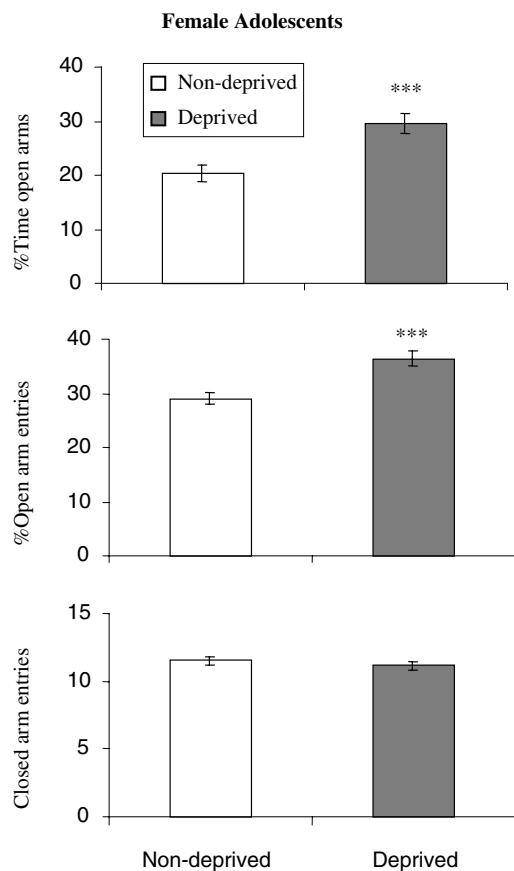 Female Adolescents
40
30
20
10
0
%Time open arms
Non-deprived
Deprived
***
40
30
20
10
0
%Open arm entries
***
15
10
5
0
Closed arm entries
Non-deprived
Deprived